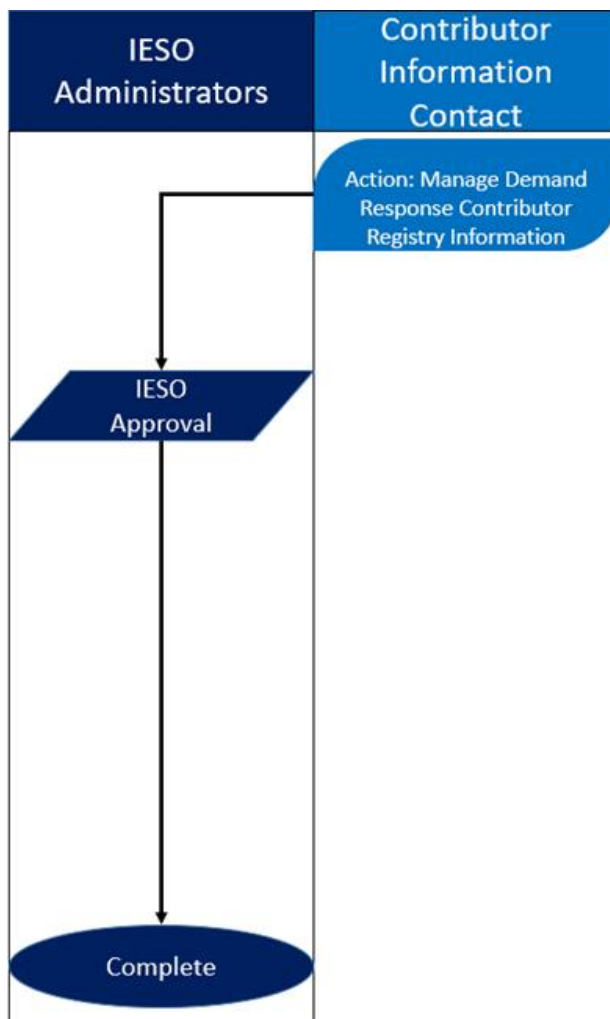 IESO
Administrators
Contributor
Information
Contact
Action: Manage Demand
Response Contributor
Registry Information
IESO
Approval
Complete